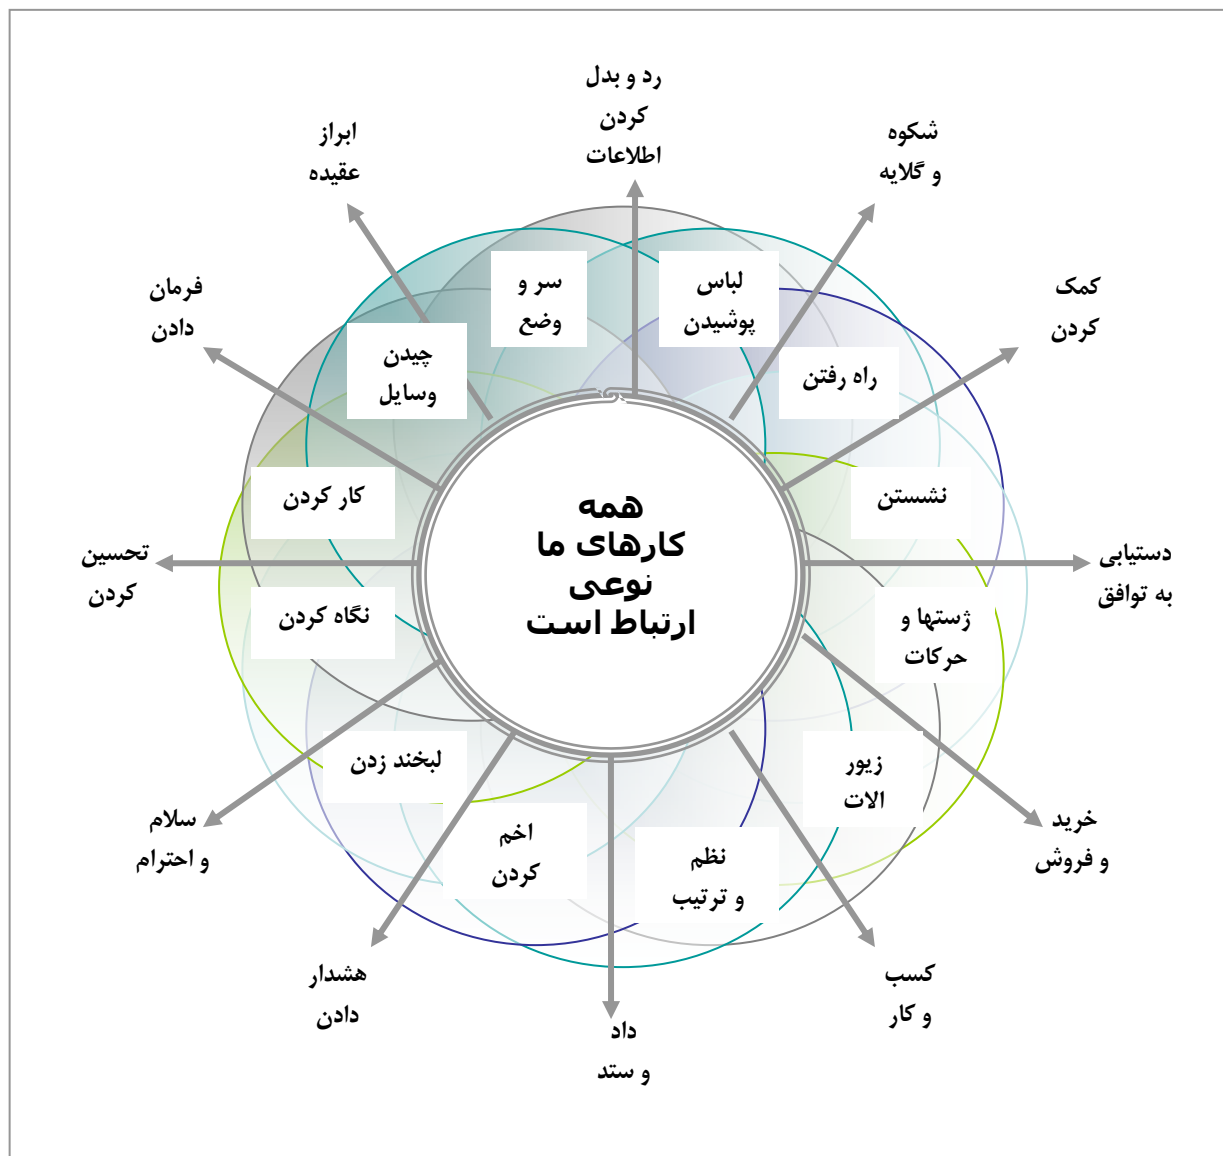 رد و بدل
کردن
اطلاعات
شکوه
و گلایه
کمک
کردن
دستیابی
به توافق
خرید
و فروش
کسب
و کار
داد
و ستد
هشدار
دادن
سلام
و احترام
تحسین
کردن
فرمان
دادن
ابراز
عقیده
سر و
وضع
لباس
پوشیدن
راه رفتن
نشستن
ژستها و
حرکات
زیور
الات
نظم
و ترتیب
اخم
کردن
لبخند زدن
نگاه کردن
کار کردن
چیدن
وسایل
همه
کارهای ما
نوعی
ارتباط است